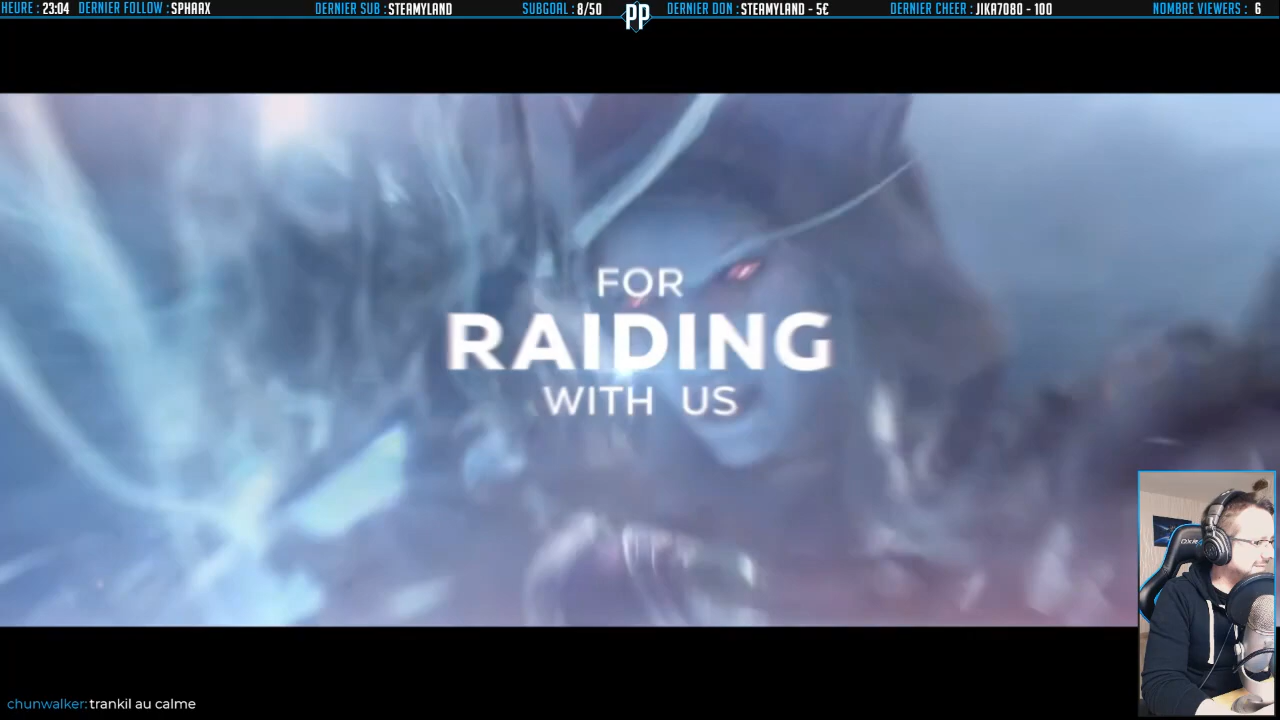 HEURE : 23:04 DERNIER FOLLOW : SPHAAX DERNIER SUB : STEAMYLAND SUBGOAL : 8/50 PP DERNIER DON : STEAMYLAND - 5€ DERNIER CHEER : JIKA7080 - 100 NOMBRE VIEWERS : 6
FOR
RAIDING
WITH US
chunwalker: trankil au calme